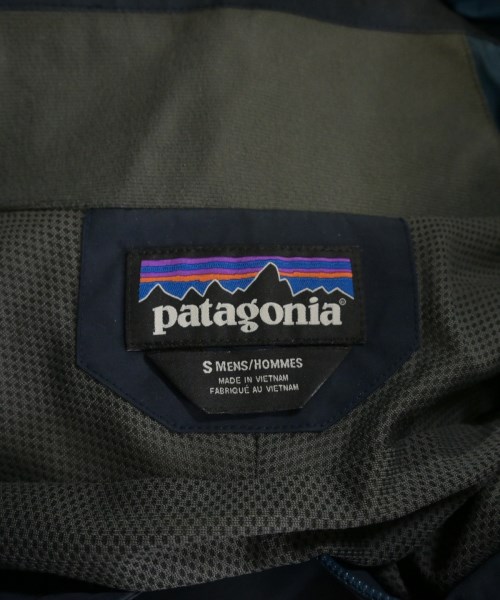 patagonia®
S MENS/HOMMES
MADE IN VIETNAM
FABRIQUÉ AU VIETNAM